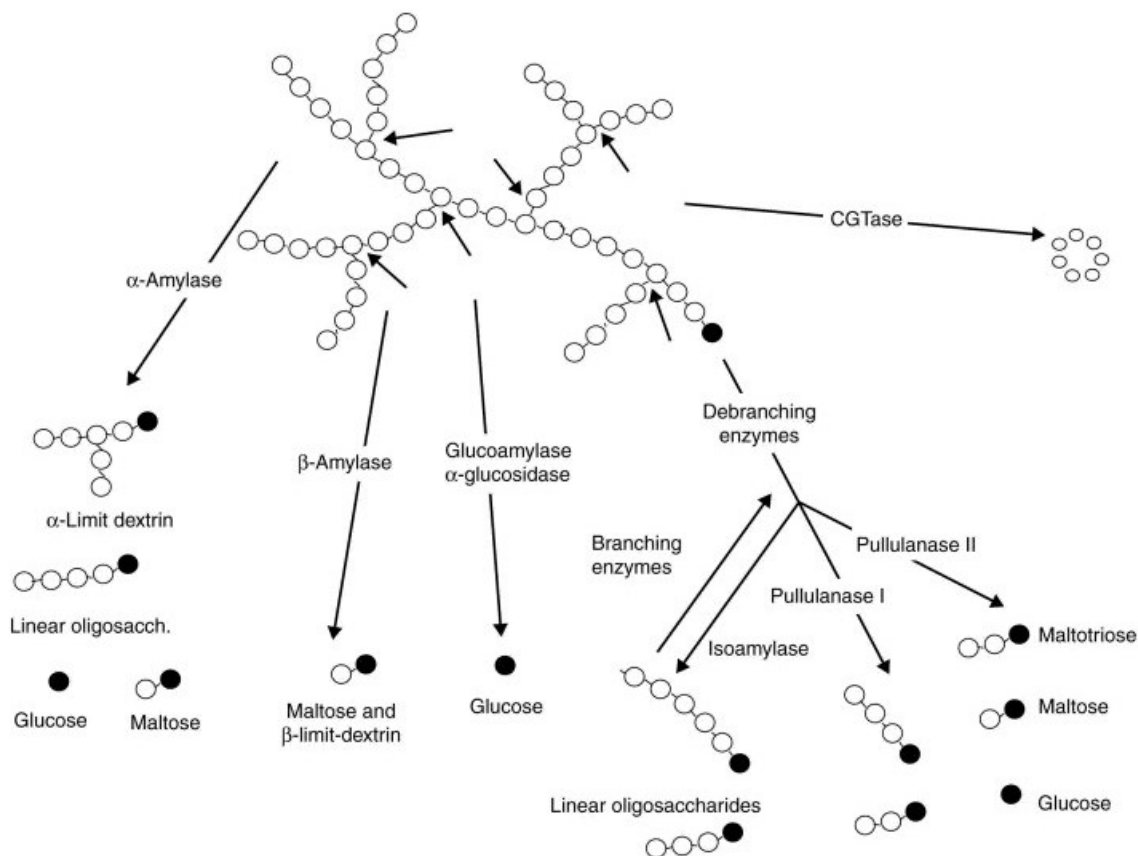 CGTase
α-Amylase
Debranching
enzymes
β-Amylase
Glucoamylase
α-glucosidase
α-Limit dextrin
Branching
enzymes
Pullulanase II
Pullulanase I
Linear oligosacch.
Isoamylase
Maltotriose
Glucose
Maltose
Maltose and
β-limit-dextrin
Glucose
Maltose
Linear oligosaccharides
Glucose